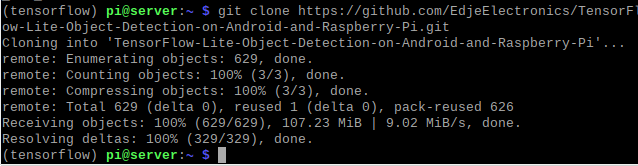 (tensorflow) pi@server:~ $ git clone https://github.com/EdjeElectronics/TensorFl
ow-Lite-Object-Detection-on-Android-and-Raspberry-Pi.git
Cloning into 'TensorFlow-Lite-Object-Detection-on-Android-and-Raspberry-Pi'...
remote: Enumerating objects: 629, done.
remote: Counting objects: 100% (3/3), done.
remote: Compressing objects: 100% (3/3), done.
remote: Total 629 (delta 0), reused 1 (delta 0), pack-reused 626
Receiving objects: 100% (629/629), 107.23 MiB | 9.02 MiB/s, done.
Resolving deltas: 100% (329/329), done.
(tensorflow) pi@server:~ $